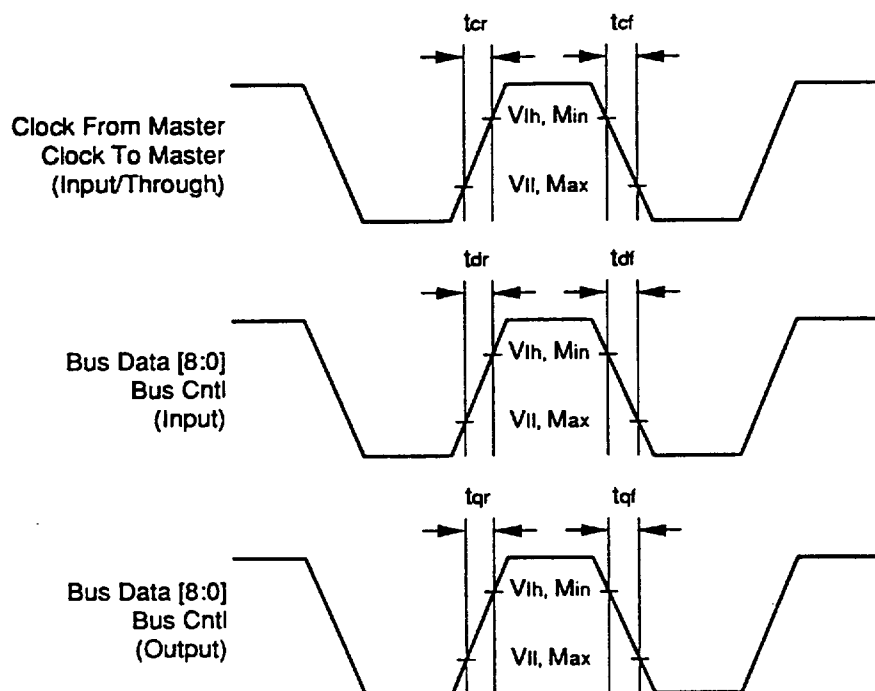 tcr tcf
Clock From Master
Clock To Master
(Input/Through)
VIh, Min
VIl, Max
tdr tdf
Bus Data [8:0]
Bus Cntl
(Input)
VIh, Min
VIl, Max
tqr tqf
Bus Data [8:0]
Bus Cntl
(Output)
VIh, Min
VIl, Max